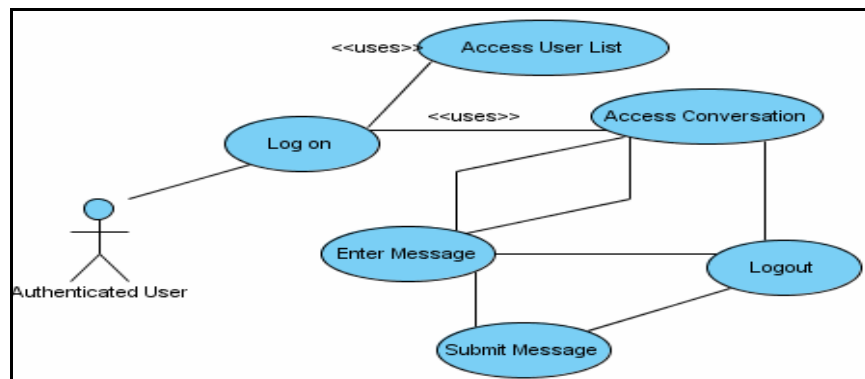 <<uses>>
Access User List
<<uses>>
Access Conversation
Log on
Enter Message
Logout
Authenticated User
Submit Message